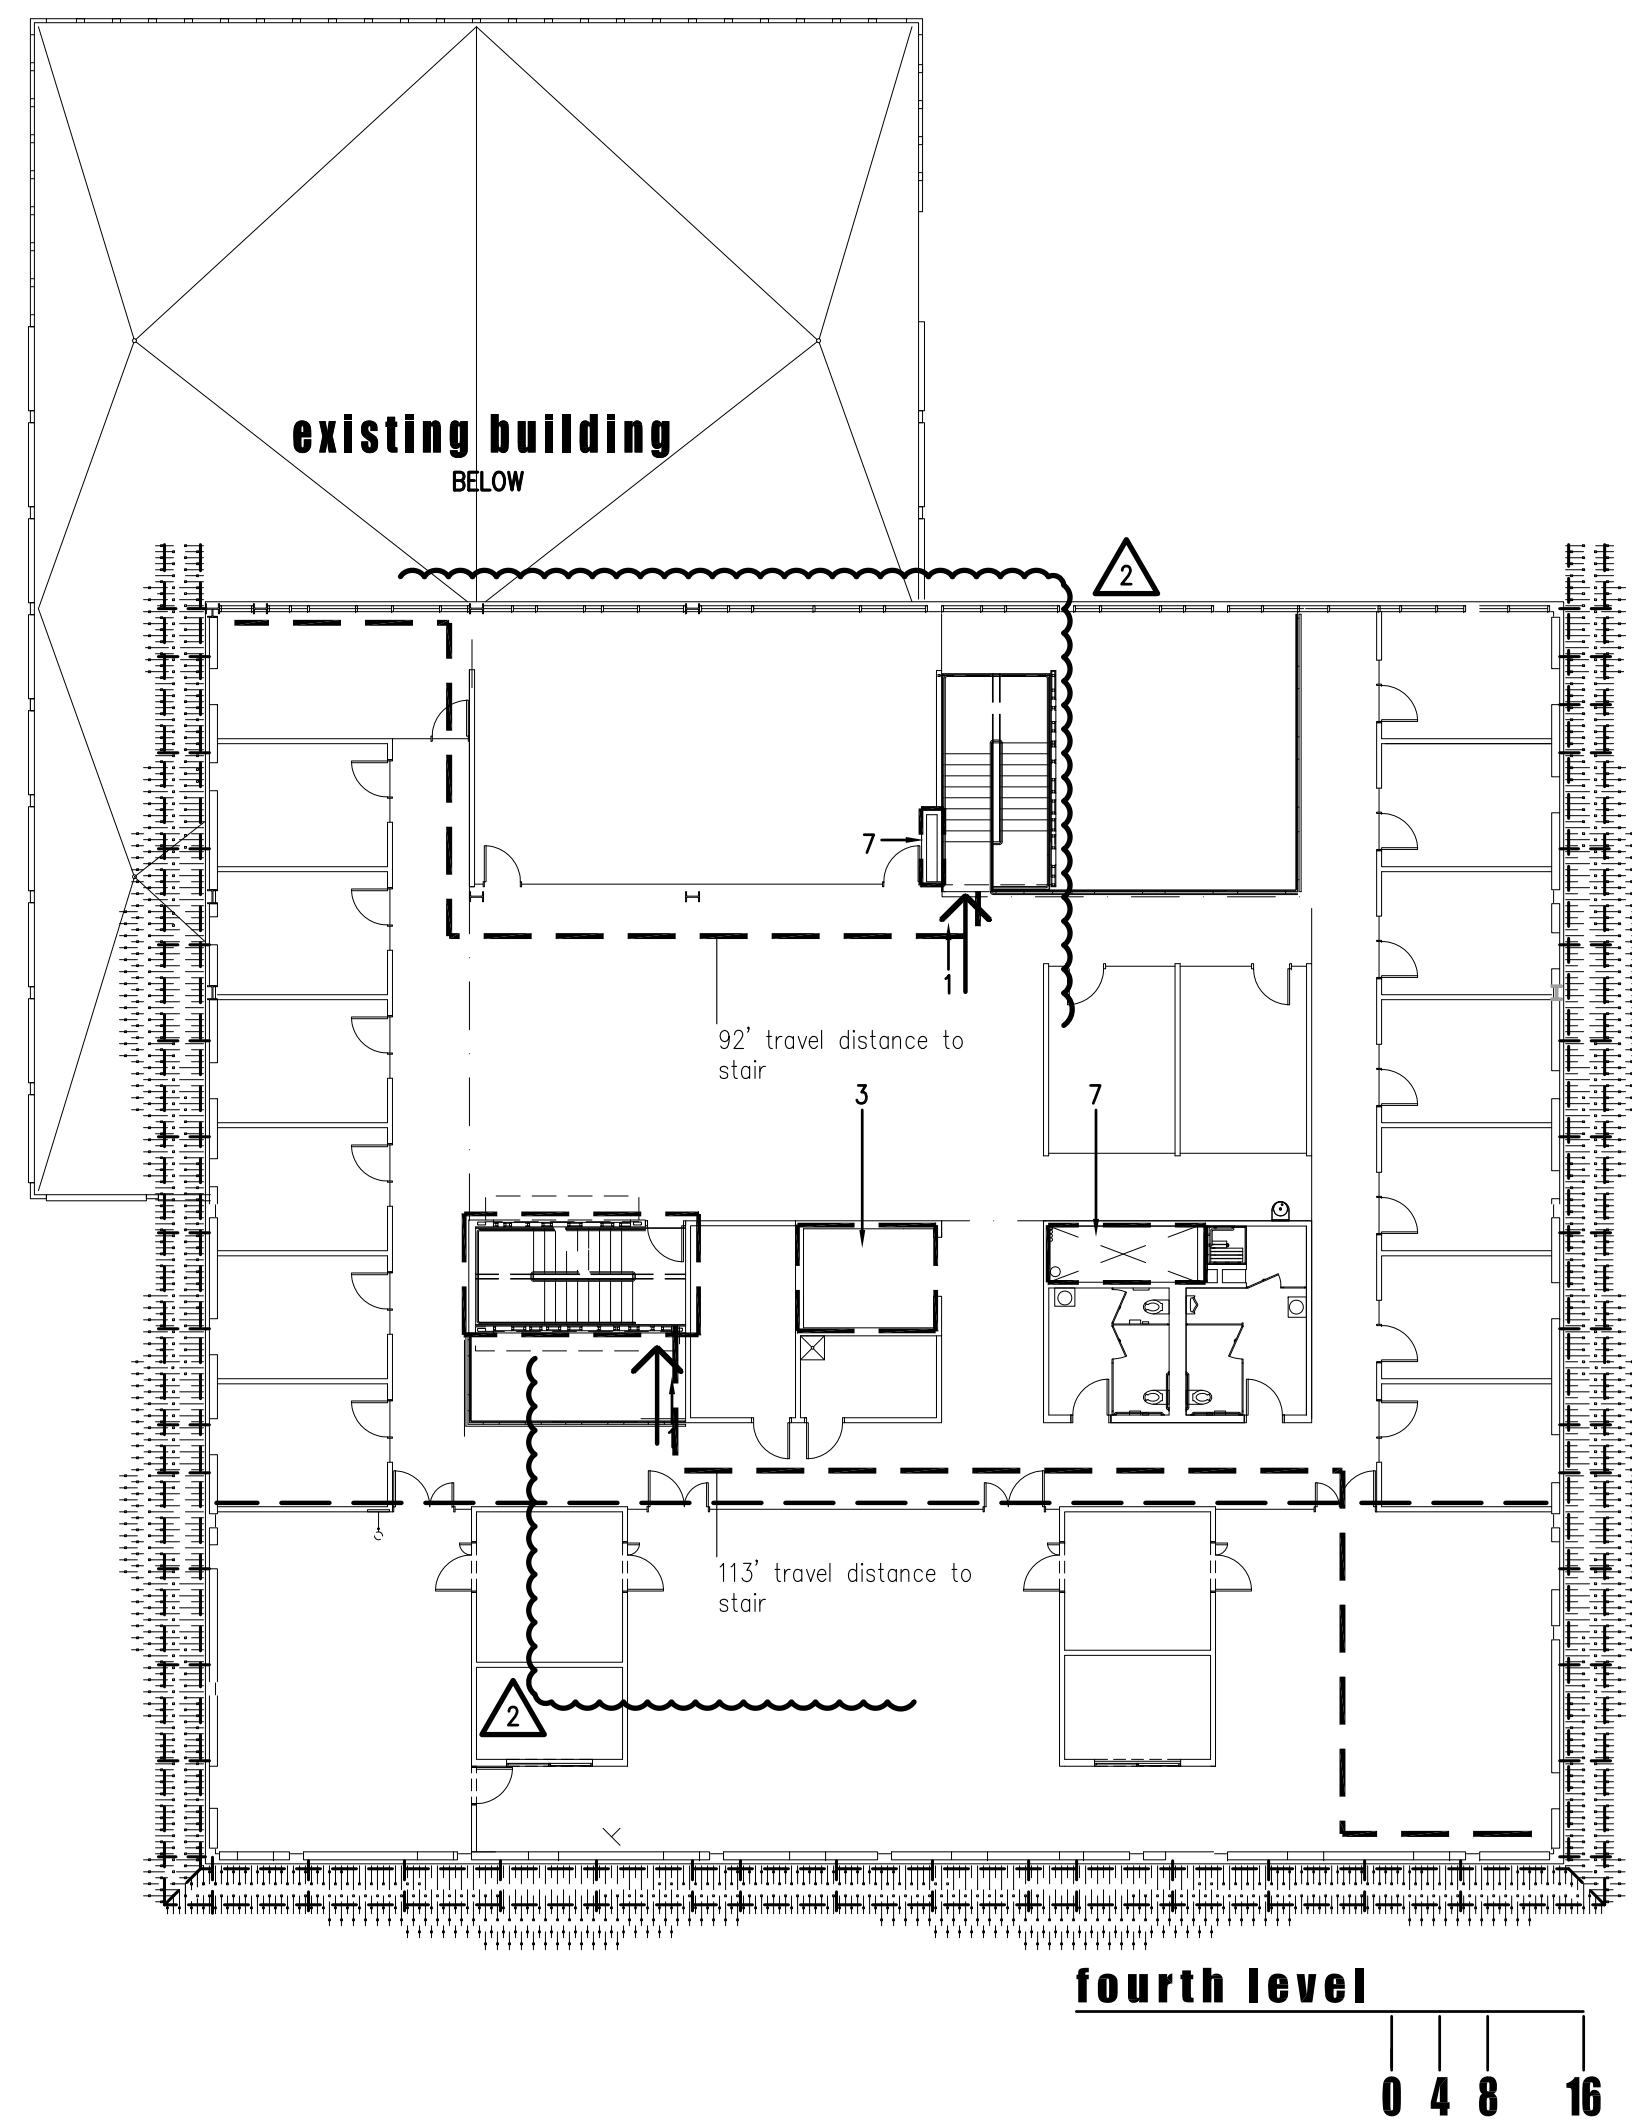 existing building
BELOW
2
7
1
92' travel distance to
stair
3
7
1
113' travel distance to
stair
2
fourth level
0 4 8 16